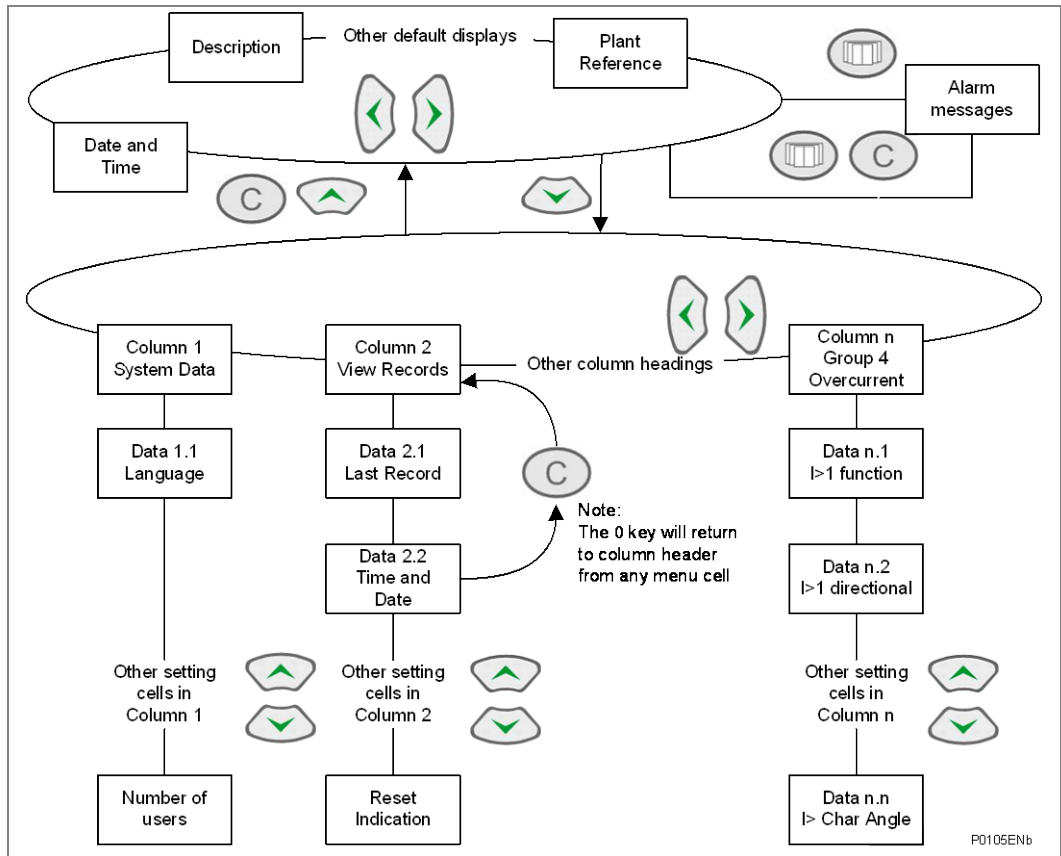 Description
Other default displays
Plant
Reference
Alarm
messages
Date and
Time
C
C
Column 1
System Data
Column 2
View Records
Other column headings
Column n
Group 4
Overcurrent
Data 1.1
Language
Data 2.1
Last Record
C
Data n.1
I>1 function
Note:
The 0 key will return
to column header
from any menu cell
Data 2.2
Time and
Date
Data n.2
I>1 directional
Other setting
cells in
Column 1
Other setting
cells in
Column 2
Other setting
cells in
Column n
Number of
users
Reset
Indication
Data n.n
I> Char Angle
P0105ENb